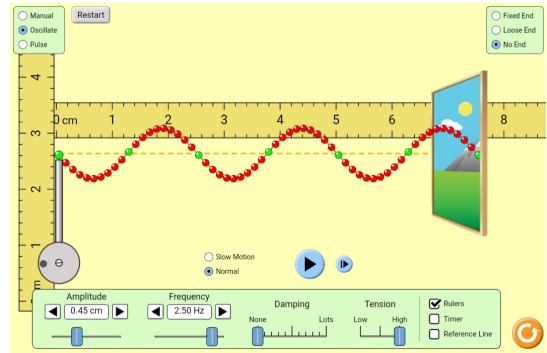 Manual
Oscillate
Pulse
Restart
Fixed End
Loose End
No End
0 cm 1 2 3 4 5 6 8
4
3
2
1
Slow Motion
Normal
Amplitude
0.45 cm
Frequency
2.50 Hz
Damping
None Lots
Tension
Low High
Rulers
Timer
Reference Line